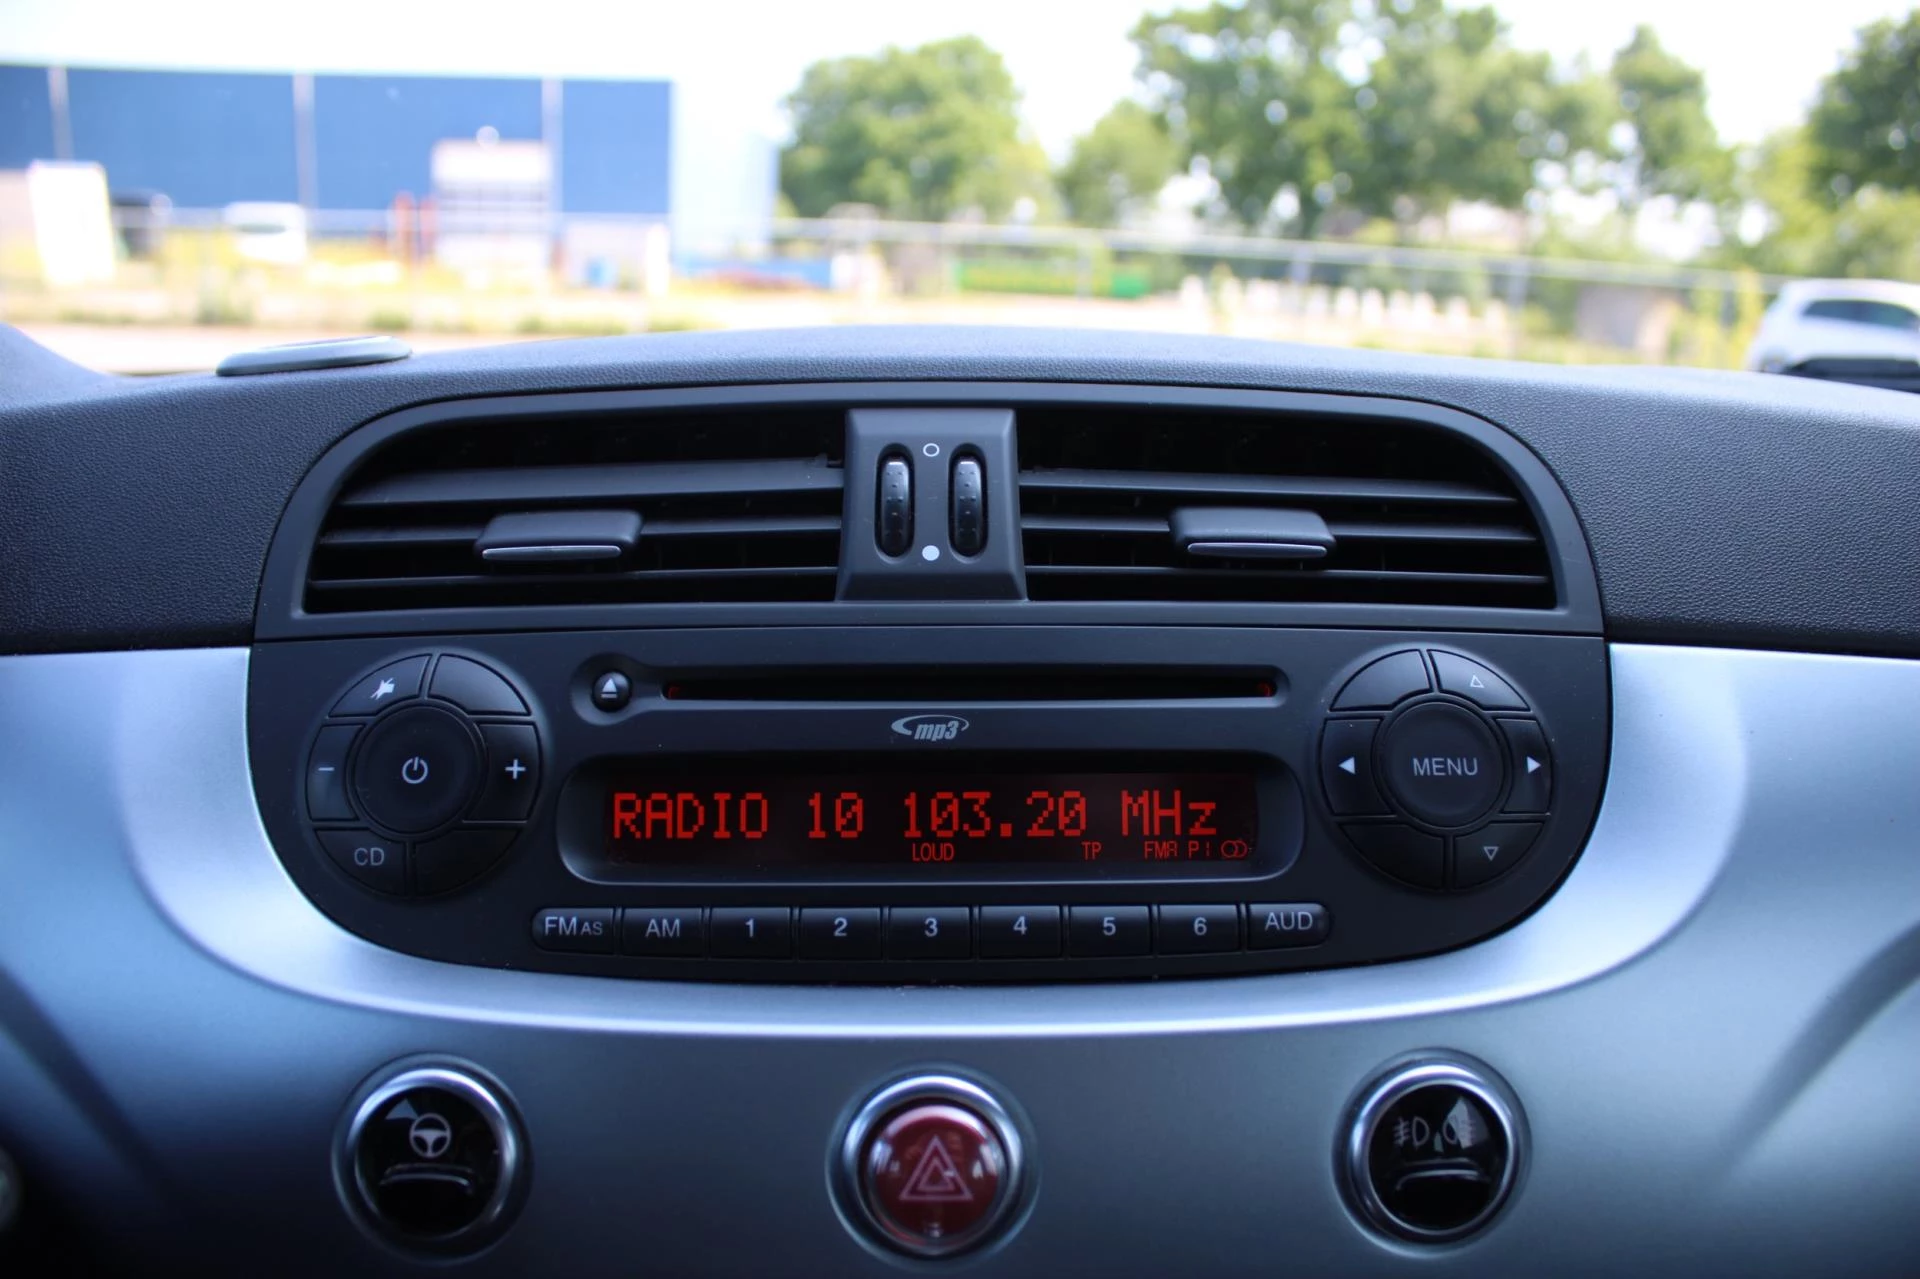 mp3
MENU
RADIO 10 103.20 MHz
LOUD TP FMA P1
CD
FM AS AM 1 2 3 4 5 6 AUD